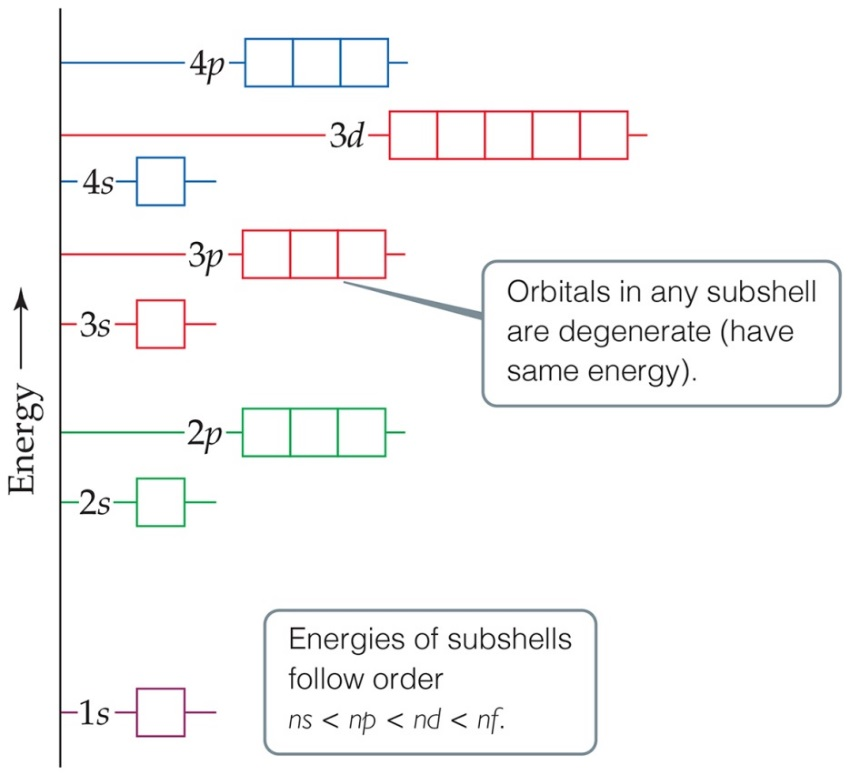 4p
3d
4s
3p
Orbitals in any subshell
are degenerate (have
same energy).
3s
Energy
2p
2s
Energies of subshells
follow order
ns < np < nd < nf.
1s